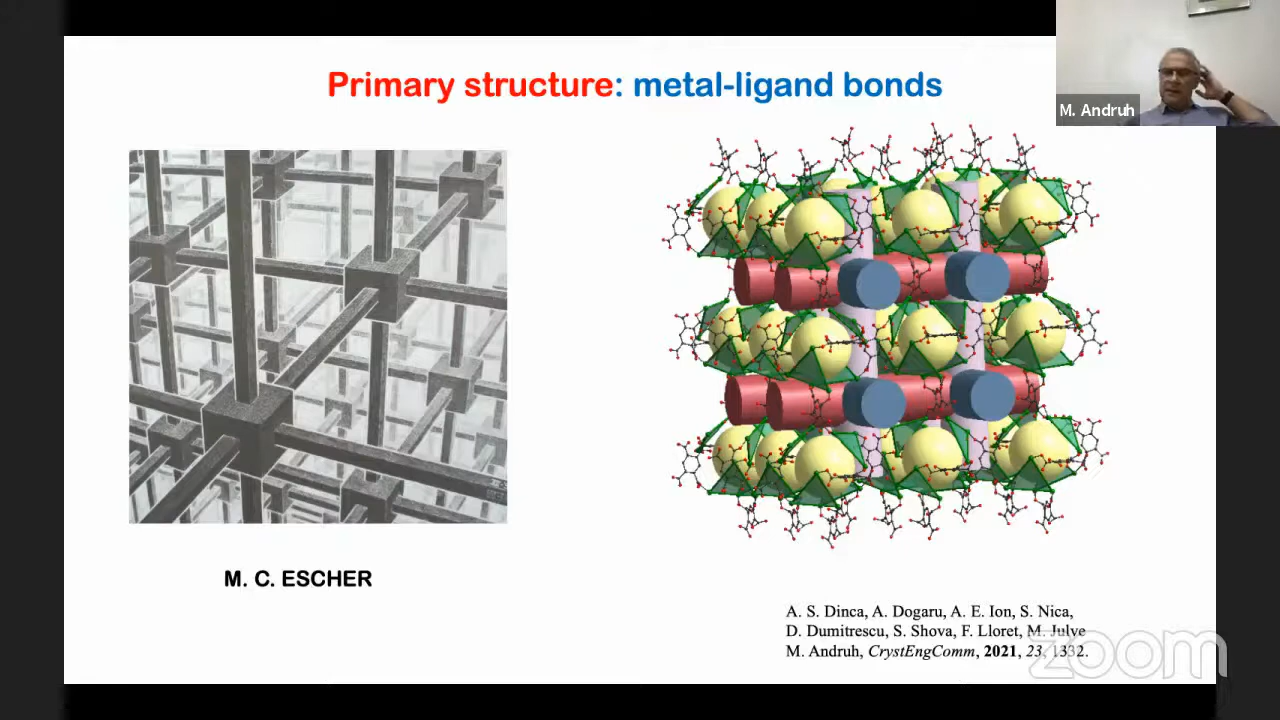 Primary structure: metal-ligand bonds
M. Andruh
M. C. ESCHER
A. S. Dinca, A. Dogaru, A. E. Ion, S. Nica,
D. Dumitrescu, S. Shova, F. Lloret, M. Julve
M. Andruh, CrystEngComm, 2021, 23, 1332.
zoom